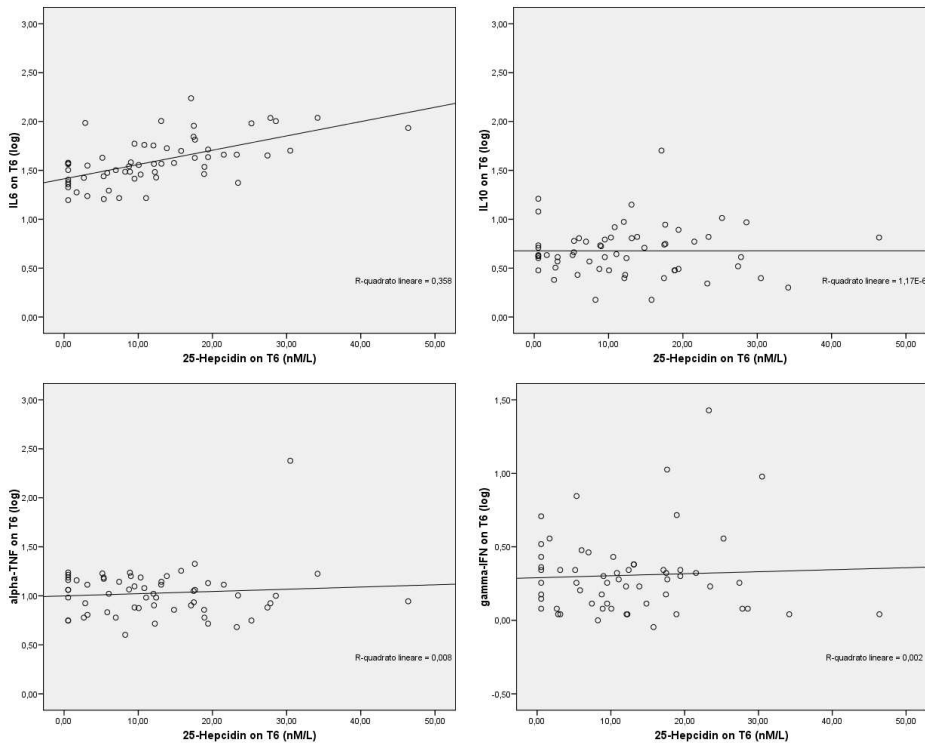 3,00
2,50
2,00
1,50
1,00
0,50
0,00
IL6 on T6 (log)
R-quadrato lineare = 0,358
0,00 10,00 20,00 30,00 40,00 50,00
25-Hepcidin on T6 (nM/L)
3,00
2,50
2,00
1,50
1,00
0,50
0,00
IL10 on T6 (log)
R-quadrato lineare = 1,17E-6
0,00 10,00 20,00 30,00 40,00 50,00
25-Hepcidin on T6 (nM/L)
3,00
2,50
2,00
1,50
1,00
0,50
0,00
alpha-TNF on T6 (log)
R-quadrato lineare = 0,008
0,00 10,00 20,00 30,00 40,00 50,00
25-Hepcidin on T6 (nM/L)
1,50
1,00
0,50
0,00
-0,50
gamma-IFN on T6 (log)
R-quadrato lineare = 0,002
0,00 10,00 20,00 30,00 40,00 50,00
25-Hepcidin on T6 (nM/L)